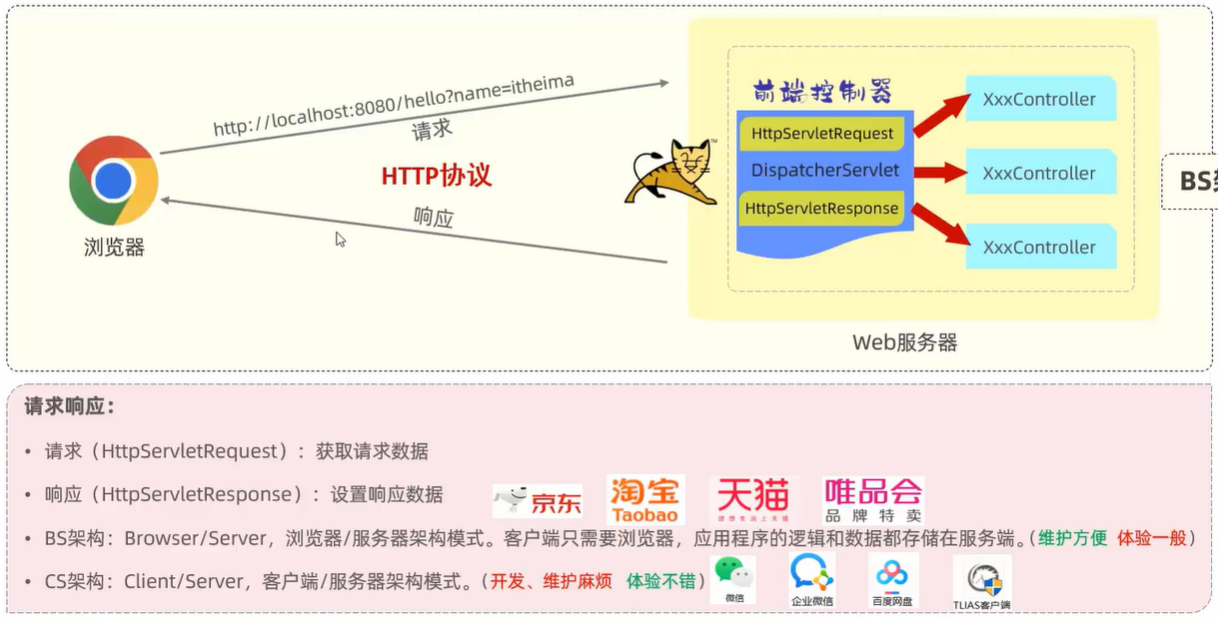 http://localhost:8080/hello?name=itheima
请求
HTTP协议
响应
浏览器
前端控制器
HttpServletRequest
DispatcherServlet
HttpServletResponse
XxxController
XxxController
XxxController
Web服务器
BS架
请求响应：
• 请求（HttpServletRequest）：获取请求数据
• 响应（HttpServletResponse）：设置响应数据
京东
淘宝
Taobao
天猫
唯品会
品牌特卖
• BS架构：Browser/Server，浏览器/服务器架构模式。客户端只需要浏览器，应用程序的逻辑和数据都存储在服务端。（维护方便 体验一般）
• CS架构：Client/Server，客户端/服务器架构模式。（开发、维护麻烦 体验不错）
微信
企业微信
百度网盘
TLIAS客户端